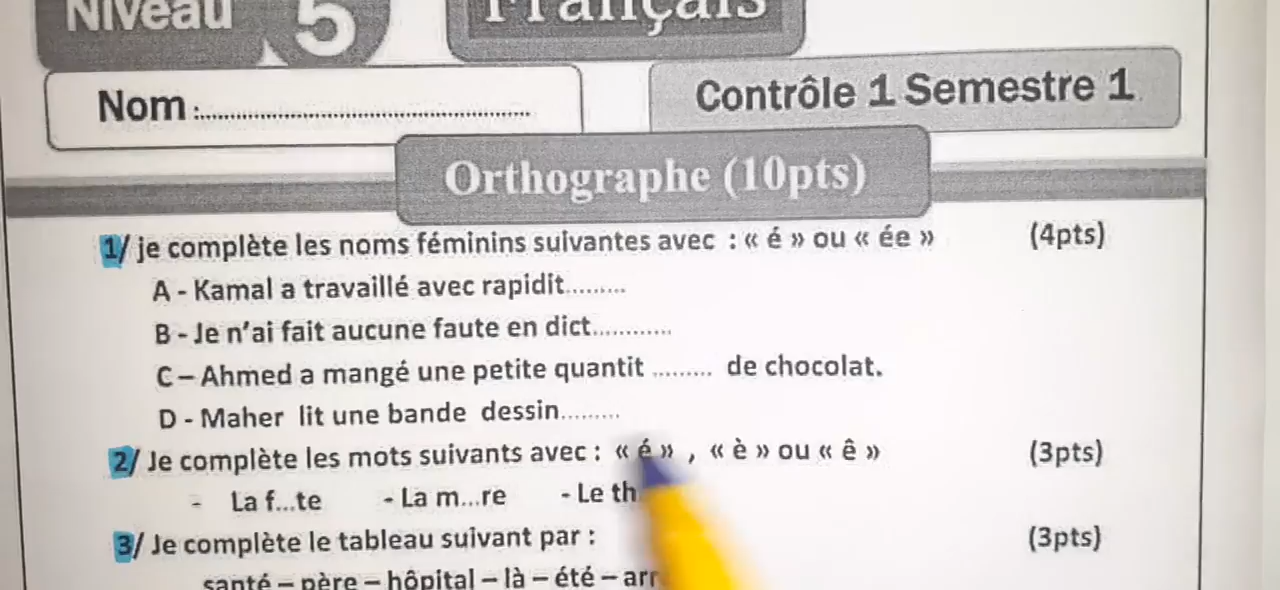 Niveau 5
Français
Nom :..................................................
Contrôle 1 Semestre 1
Orthographe (10pts)
1/ je complète les noms féminins suivantes avec : « é » ou « ée » (4pts)
A - Kamal a travaillé avec rapidit.........
B - Je n'ai fait aucune faute en dict............
C – Ahmed a mangé une petite quantit ......... de chocolat.
D - Maher lit une bande dessin.........
2/ Je complète les mots suivants avec : « é » , « è » ou « ê » (3pts)
- La f...te - La m...re - Le th
3/ Je complète le tableau suivant par : (3pts)
santé – père – hôpital – là – été –